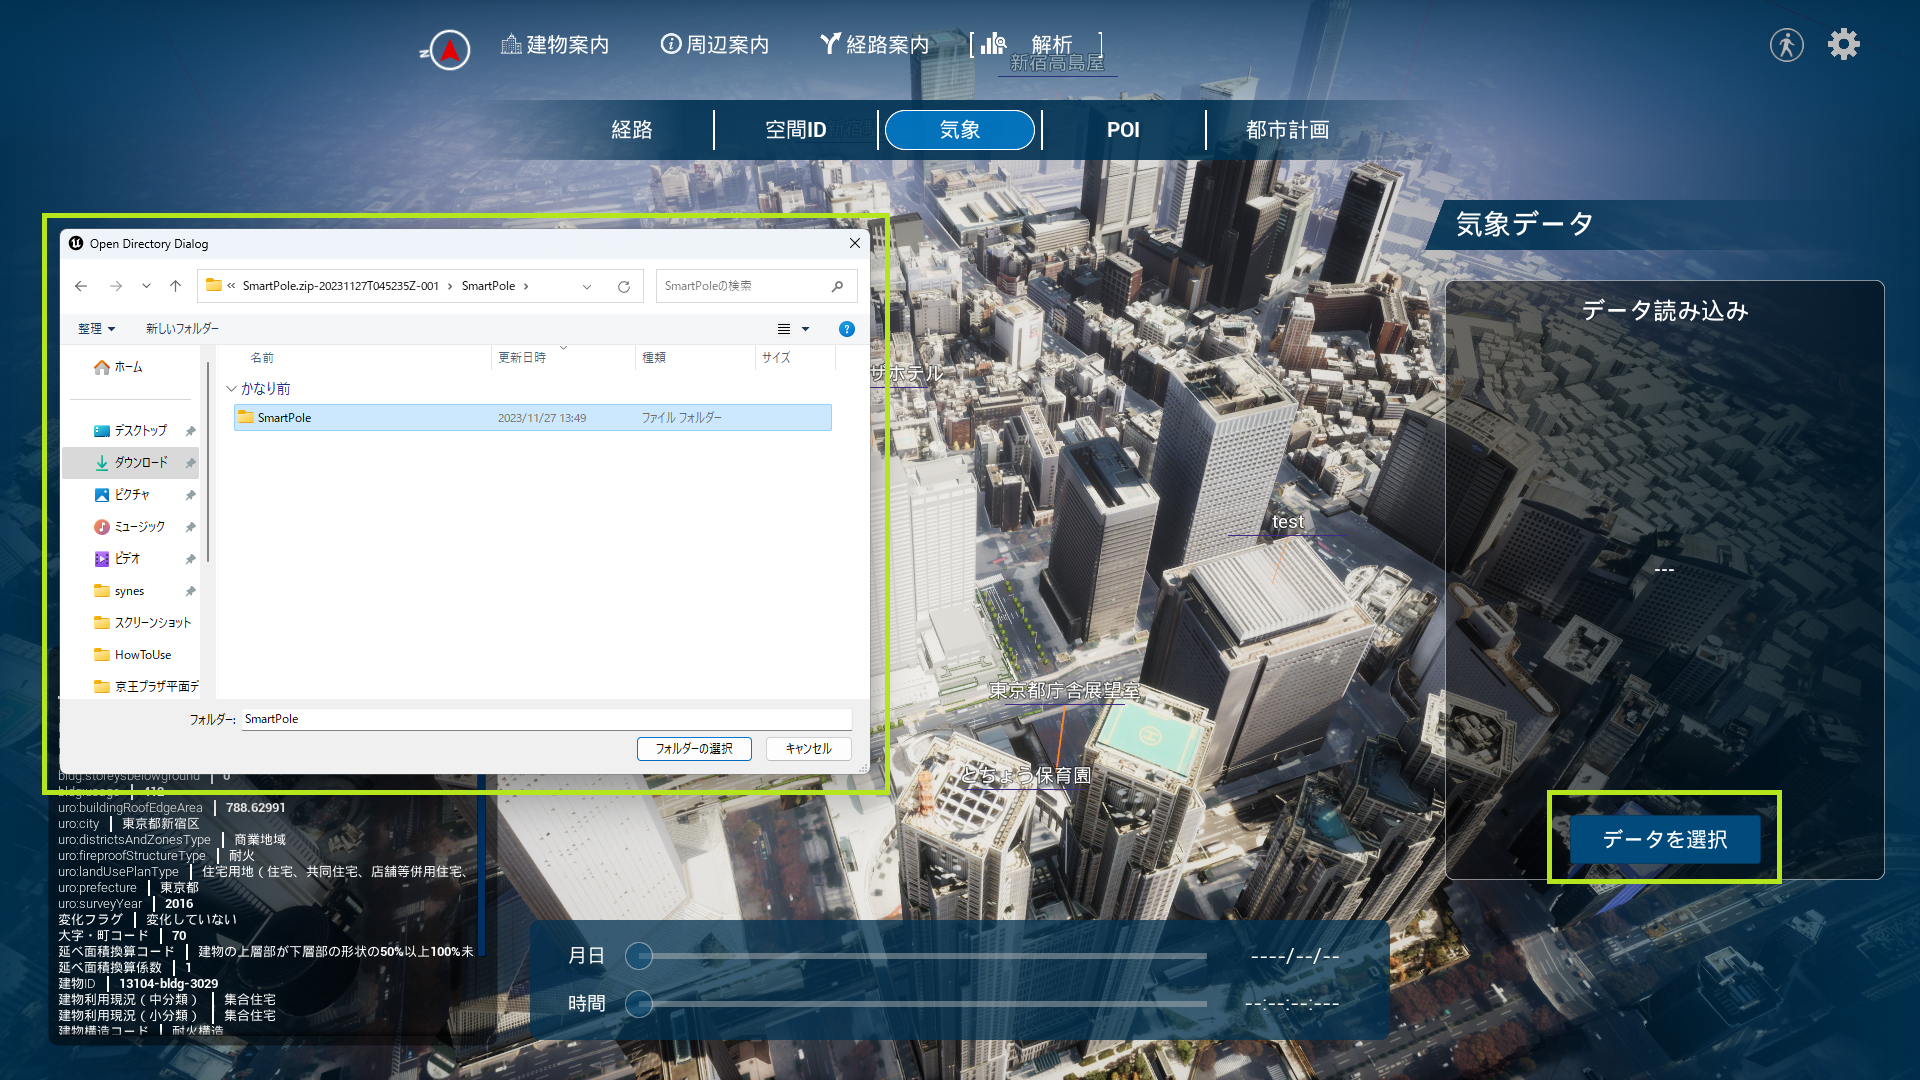 建物案内
周辺案内
経路案内
解析
新宿高島屋
経路
空間ID
気象
POI
都市計画
気象データ
データ読み込み
---
データを選択
Open Directory Dialog
« SmartPole.zip-20231127T045235Z-001 › SmartPole ›
SmartPoleの検索
整理
新しいフォルダー
名前
更新日時
種類
サイズ
かなり前
SmartPole 2023/11/27 13:49 ファイル フォルダー
ホーム
デスクトップ
ダウンロード
ピクチャ
ミュージック
ビデオ
synes
スクリーンショット
HowToUse
京王プラザ平面デ
フォルダー: SmartPole
フォルダーの選択
キャンセル
ザホテル
test
東京都庁舎展望室
とちょう保育園
bldg:storeysbelowground | 0
bldg:usage | 412
uro:buildingRoofEdgeArea | 788.62991
uro:city | 東京都新宿区
uro:districtsAndZonesType | 商業地域
uro:fireproofStructureType | 耐火
uro:landUsePlanType | 住宅用地（住宅、共同住宅、店舗等併用住宅、
uro:prefecture | 東京都
uro:surveyYear | 2016
変化フラグ | 変化していない
大字・町コード | 70
延べ面積換算コード | 建物の上層部が下層部の形状の50%以上100%未
延べ面積換算係数 | 1
建物ID | 13104-bldg-3029
建物利用現況（中分類） | 集合住宅
建物利用現況（小分類） | 集合住宅
建物構造コード | 耐火構造
月日 ----/--/--
時間 --:--:--:---